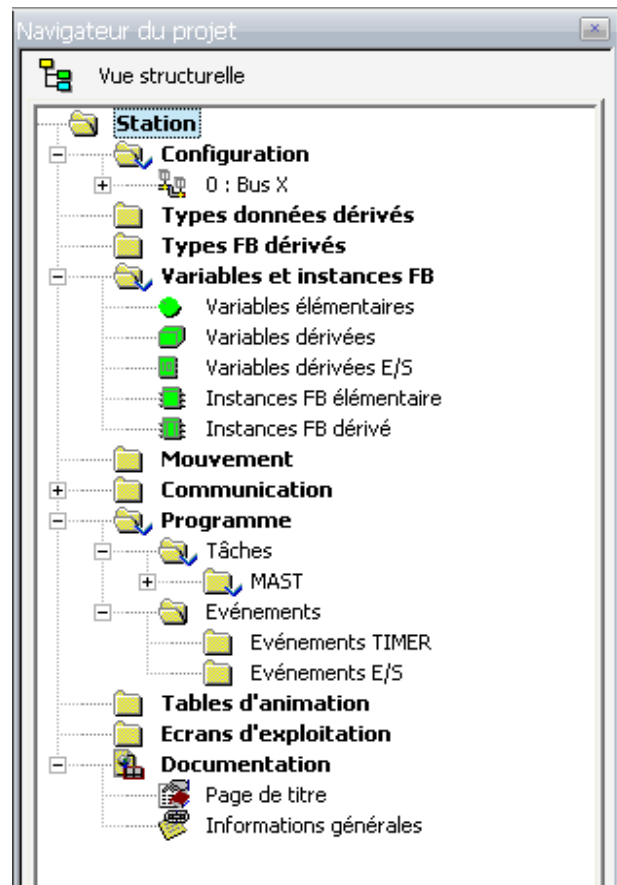 Navigateur du projet
Vue structurelle
Station
Configuration
0 : Bus X
Types données dérivés
Types FB dérivés
Variables et instances FB
Variables élémentaires
Variables dérivées
Variables dérivées E/S
Instances FB élémentaire
Instances FB dérivé
Mouvement
Communication
Programme
Tâches
MAST
Evénements
Evénements TIMER
Evénements E/S
Tables d'animation
Ecrans d'exploitation
Documentation
Page de titre
Informations générales